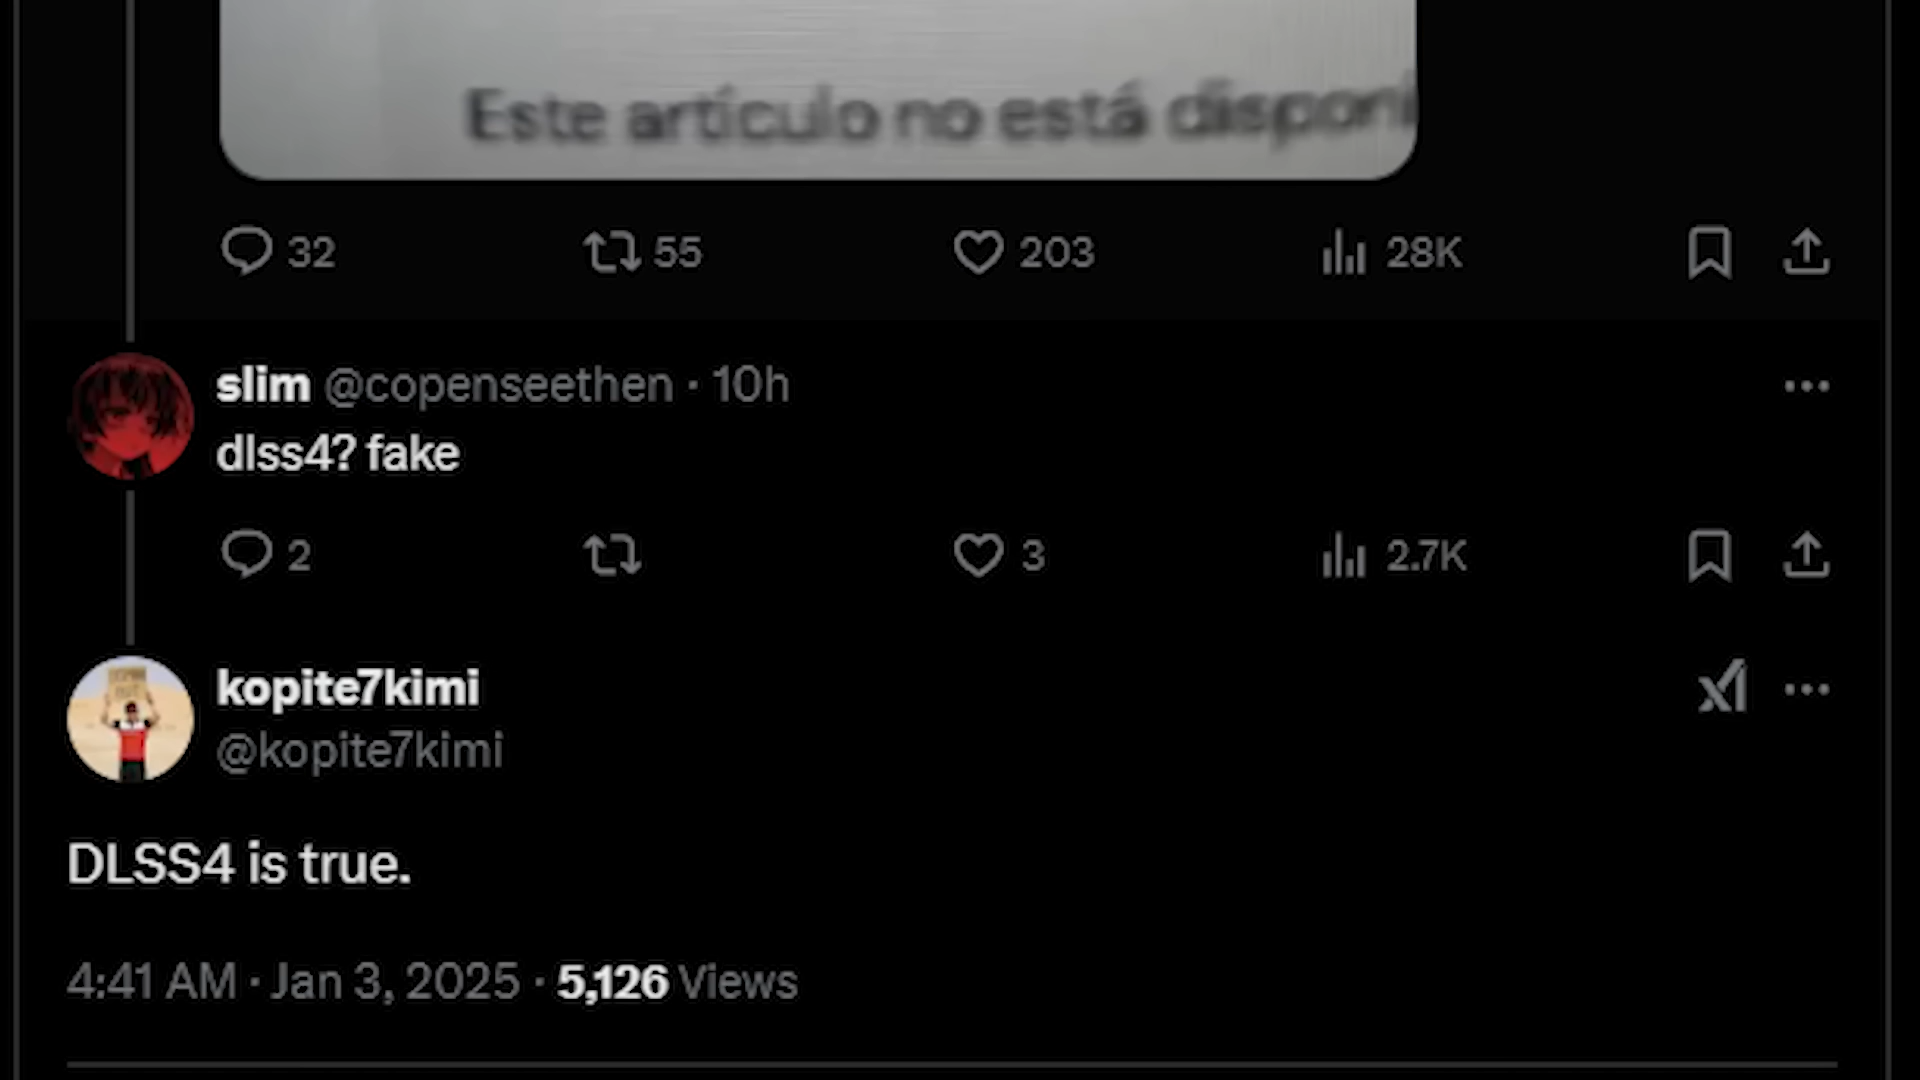 Este artículo no está disponi
32 55 203 28K
slim @copenseethen · 10h
dlss4? fake
2 3 2.7K
kopite7kimi
@kopite7kimi
DLSS4 is true.
4:41 AM · Jan 3, 2025 · 5,126 Views